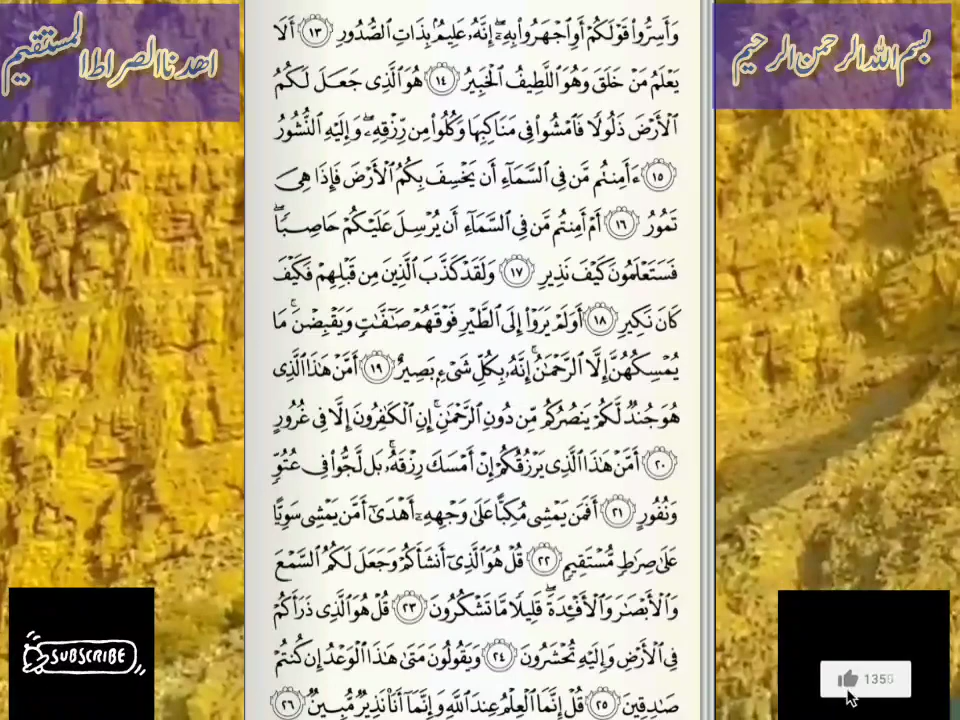 بسم الله الرحمن الرحيم
اهدنا الصراط المستقيم
وَأَسِرُّوا۟ قَوْلَكُمْ أَوِ ٱجْهَرُوا۟ بِهِۦٓ ۖ إِنَّهُۥ عَلِيمٌۢ بِذَاتِ ٱلصُّدُورِ ١٣ أَلَا
يَعْلَمُ مَنْ خَلَقَ وَهُوَ ٱللَّطِيفُ ٱلْخَبِيرُ ١٤ هُوَ ٱلَّذِى جَعَلَ لَكُمُ
ٱلْأَرْضَ ذَلُولًا فَٱمْشُوا۟ فِى مَنَاكِبِهَا وَكُلُوا۟ مِن رِّزْقِهِۦ ۖ وَإِلَيْهِ ٱلنُّشُورُ
١٥ ءَأَمِنتُم مَّن فِى ٱلسَّمَآءِ أَن يَخْسِفَ بِكُمُ ٱلْأَرْضَ فَإِذَا هِىَ
تَمُورُ ١٦ أَمْ أَمِنتُم مَّن فِى ٱلسَّمَآءِ أَن يُرْسِلَ عَلَيْكُمْ حَاصِبًا ۖ
فَسَتَعْلَمُونَ كَيْفَ نَذِيرِ ١٧ وَلَقَدْ كَذَّبَ ٱلَّذِينَ مِن قَبْلِهِمْ فَكَيْفَ
كَانَ نَكِيرِ ١٨ أَوَلَمْ يَرَوْا۟ إِلَى ٱلطَّيْرِ فَوْقَهُمْ صَٰٓفَّٰتٍ وَيَقْبِضْنَ ۚ مَا
يُمْسِكُهُنَّ إِلَّا ٱلرَّحْمَٰنُ ۚ إِنَّهُۥ بِكُلِّ شَىْءٍۭ بَصِيرٌ ١٩ أَمَّنْ هَٰذَا ٱلَّذِى
هُوَ جُندٌ لَّكُمْ يَنصُرُكُم مِّن دُونِ ٱلرَّحْمَٰنِ ۚ إِنِ ٱلْكَٰفِرُونَ إِلَّا فِى غُرُورٍ
٢٠ أَمَّنْ هَٰذَا ٱلَّذِى يَرْزُقُكُمْ إِنْ أَمْسَكَ رِزْقَهُۥ ۚ بَل لَّجُّوا۟ فِى عُتُوٍّ
وَنُفُورٍ ٢١ أَفَمَن يَمْشِى مُكِبًّا عَلَىٰ وَجْهِهِۦٓ أَهْدَىٰٓ أَمَّن يَمْشِى سَوِيًّا
عَلَىٰ صِرَٰطٍ مُّسْتَقِيمٍ ٢٢ قُلْ هُوَ ٱلَّذِىٓ أَنشَأَكُمْ وَجَعَلَ لَكُمُ ٱلسَّمْعَ
وَٱلْأَبْصَٰرَ وَٱلْأَفْـِٔدَةَ ۖ قَلِيلًا مَّا تَشْكُرُونَ ٢٣ قُلْ هُوَ ٱلَّذِى ذَرَأَكُمْ
فِى ٱلْأَرْضِ وَإِلَيْهِ تُحْشَرُونَ ٢٤ وَيَقُولُونَ مَتَىٰ هَٰذَا ٱلْوَعْدُ إِن كُنتُمْ
صَٰدِقِينَ ٢٥ قُلْ إِنَّمَا ٱلْعِلْمُ عِندَ ٱللَّهِ وَإِنَّمَآ أَنَا۠ نَذِيرٌ مُّبِينٌ ٢٦
SUBSCRIBE
1359